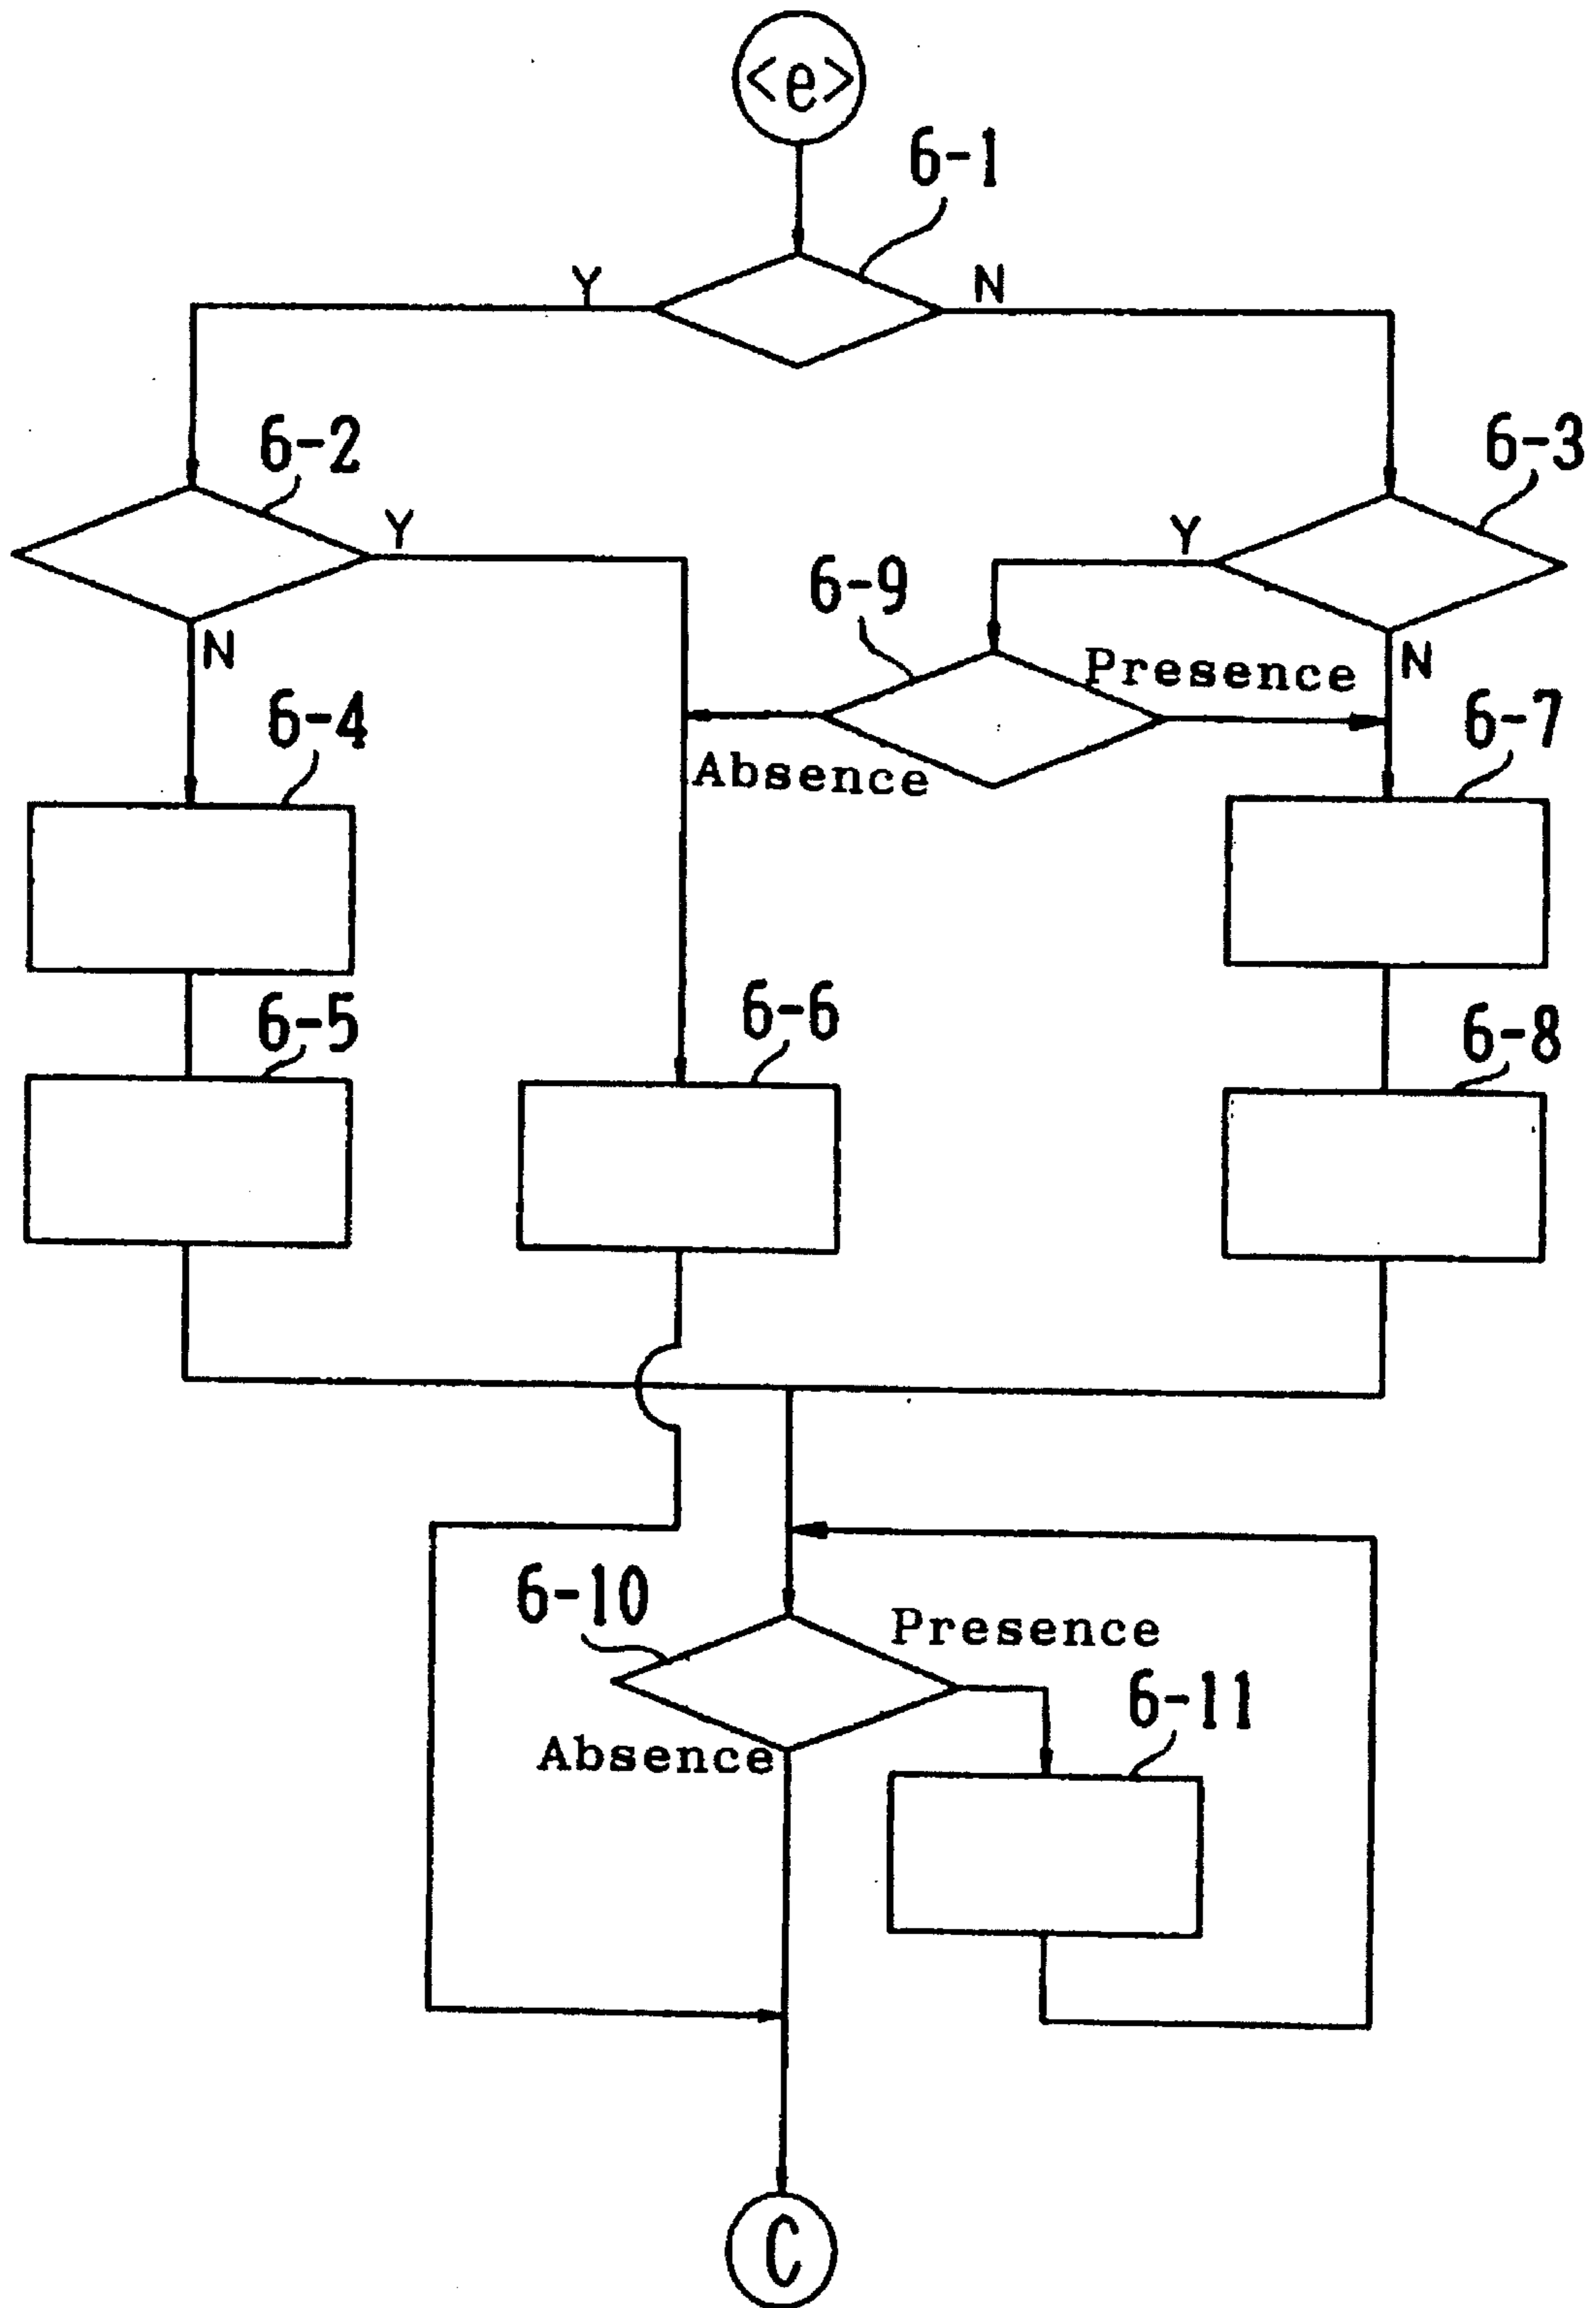 <e>
6-1
Y
N
6-2
6-3
Y
Y
6-9
N
Presence
N
6-4
6-7
Absence
6-5
6-6
6-8
6-10
Presence
6-11
Absence
C